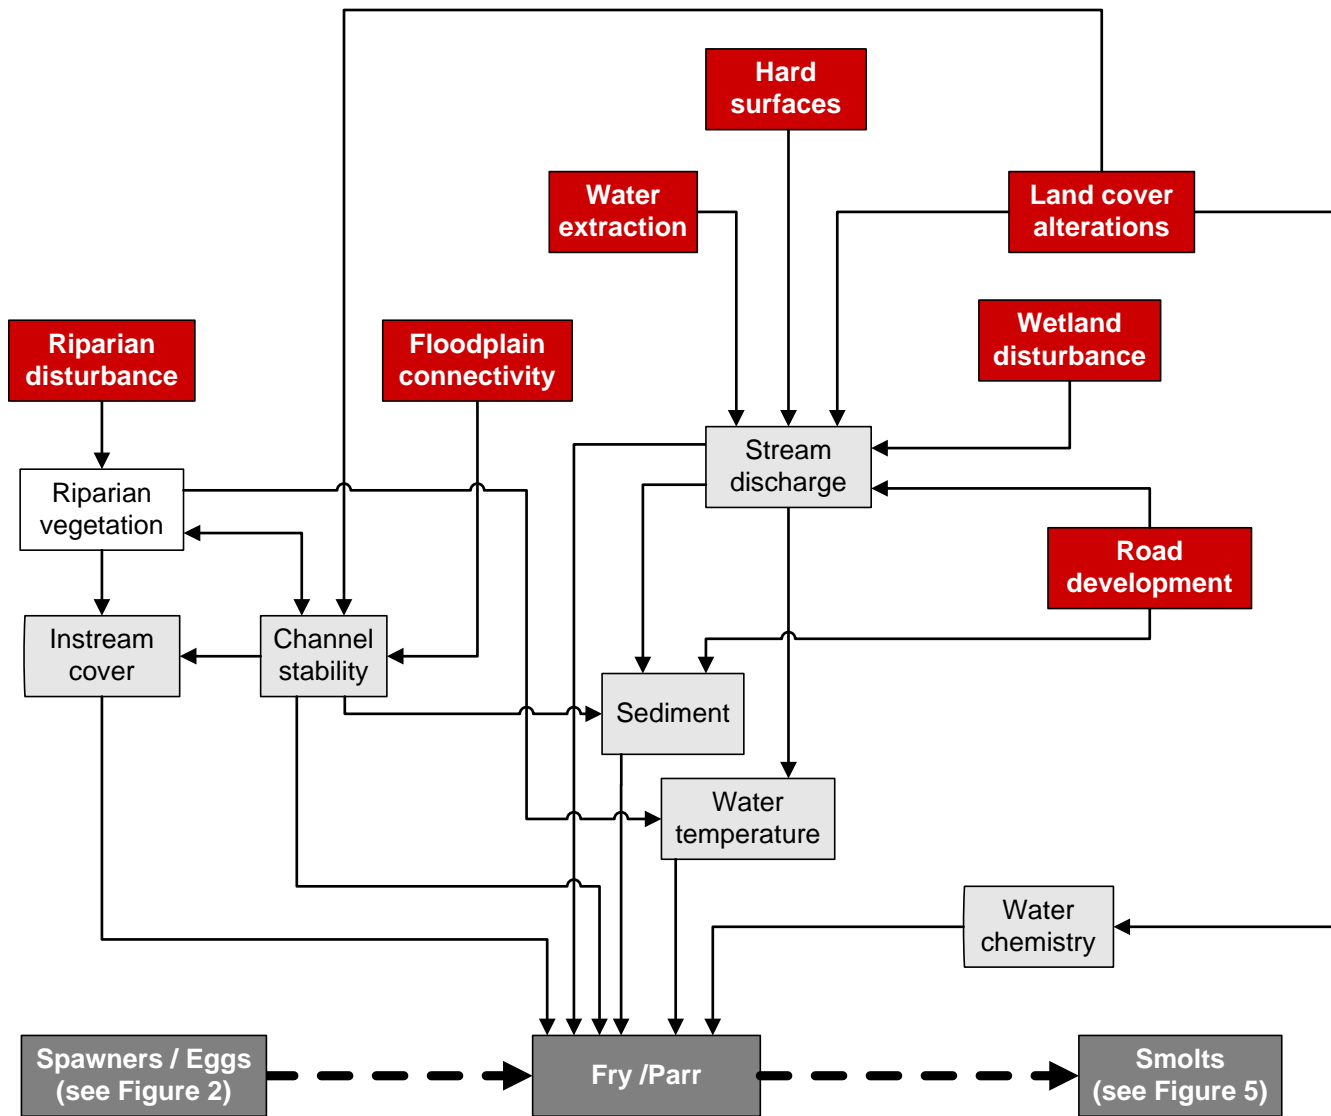 Hard
surfaces
Water
extraction
Land cover
alterations
Riparian
disturbance
Floodplain
connectivity
Wetland
disturbance
Stream
discharge
Riparian
vegetation
Road
development
Instream
cover
Channel
stability
Sediment
Water
temperature
Water
chemistry
Spawners / Eggs
(see Figure 2)
Fry /Parr
Smolts
(see Figure 5)